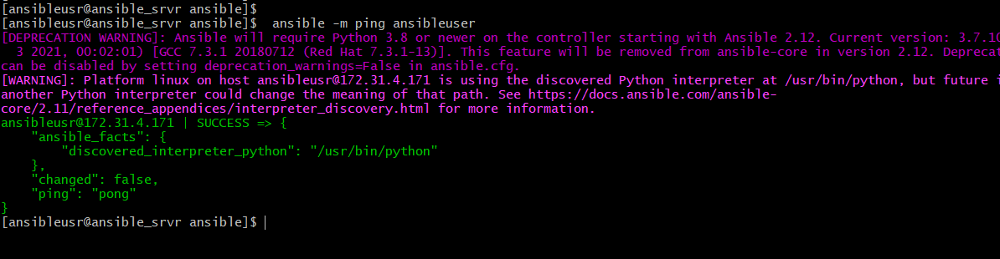 [ansibleusr@ansible_srvr ansible]$
[ansibleusr@ansible_srvr ansible]$  ansible -m ping ansibleuser
[DEPRECATION WARNING]: Ansible will require Python 3.8 or newer on the controller starting with Ansible 2.12. Current version: 3.7.10
  3 2021, 00:02:01) [GCC 7.3.1 20180712 (Red Hat 7.3.1-13)]. This feature will be removed from ansible-core in version 2.12. Deprecat
can be disabled by setting deprecation_warnings=False in ansible.cfg.
[WARNING]: Platform linux on host ansibleusr@172.31.4.171 is using the discovered Python interpreter at /usr/bin/python, but future i
another Python interpreter could change the meaning of that path. See https://docs.ansible.com/ansible-
core/2.11/reference_appendices/interpreter_discovery.html for more information.
ansibleusr@172.31.4.171 | SUCCESS => {
    "ansible_facts": {
        "discovered_interpreter_python": "/usr/bin/python"
    },
    "changed": false,
    "ping": "pong"
}
[ansibleusr@ansible_srvr ansible]$